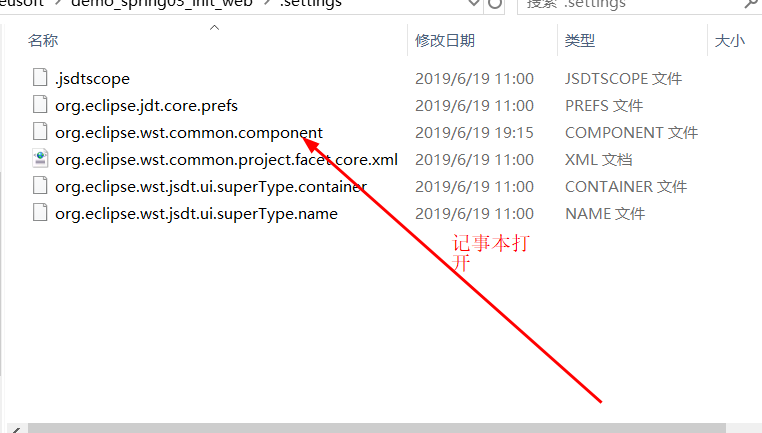 eusoft > demo_spring03_init_web > .settings
搜索".settings"
名称 修改日期 类型 大小
.jsdtscope 2019/6/19 11:00 JSDTSCOPE 文件
org.eclipse.jdt.core.prefs 2019/6/19 11:00 PREFS 文件
org.eclipse.wst.common.component 2019/6/19 19:15 COMPONENT 文件
org.eclipse.wst.common.project.facet.core.xml 2019/6/19 11:00 XML 文档
org.eclipse.wst.jsdt.ui.superType.container 2019/6/19 11:00 CONTAINER 文件
org.eclipse.wst.jsdt.ui.superType.name 2019/6/19 11:00 NAME 文件
记事本打
开